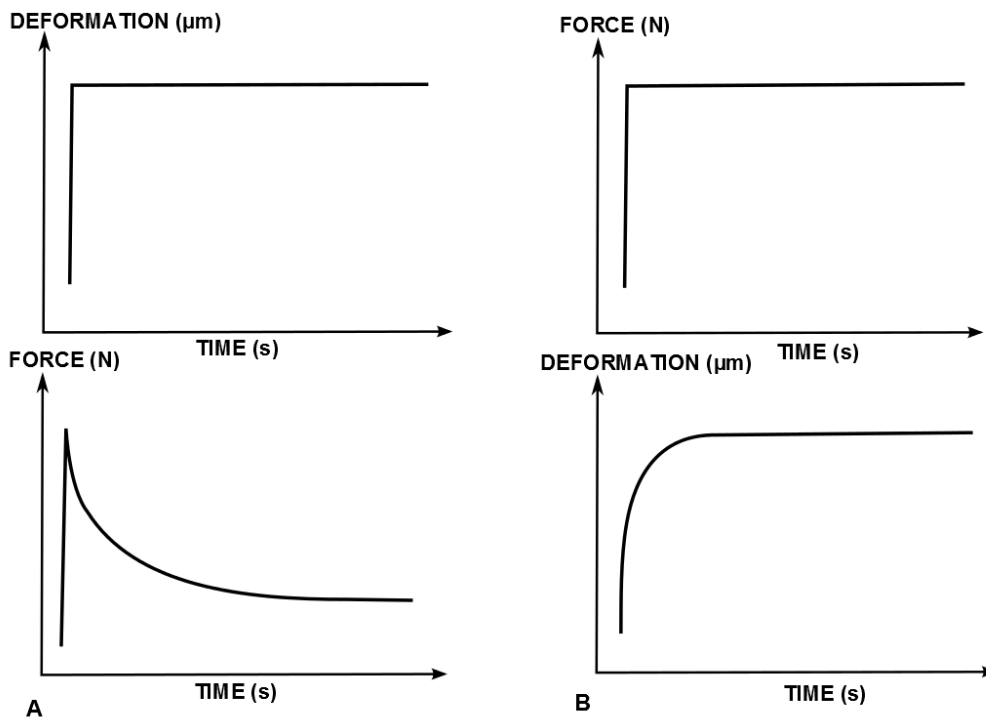 DEFORMATION (µm)
TIME (s)
FORCE (N)
TIME (s)
A
FORCE (N)
TIME (s)
DEFORMATION (µm)
TIME (s)
B